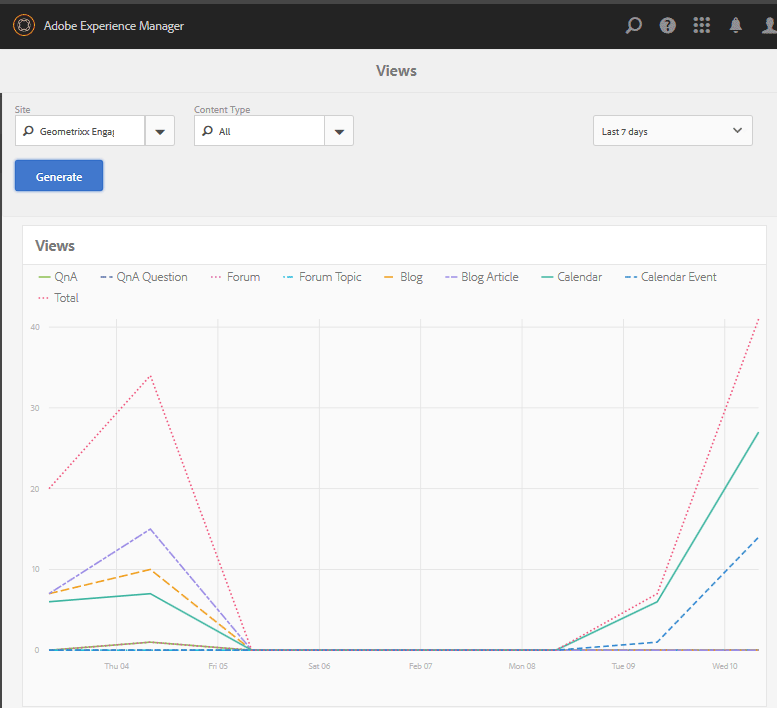 Adobe Experience Manager
Views
Site
Content Type
Geometrixx Engag
All
Last 7 days
Generate
Views
QnA QnA Question Forum Forum Topic Blog Blog Article Calendar Calendar Event
Total
40
30
20
10
0
Thu 04 Fri 05 Sat 06 Feb 07 Mon 08 Tue 09 Wed 10